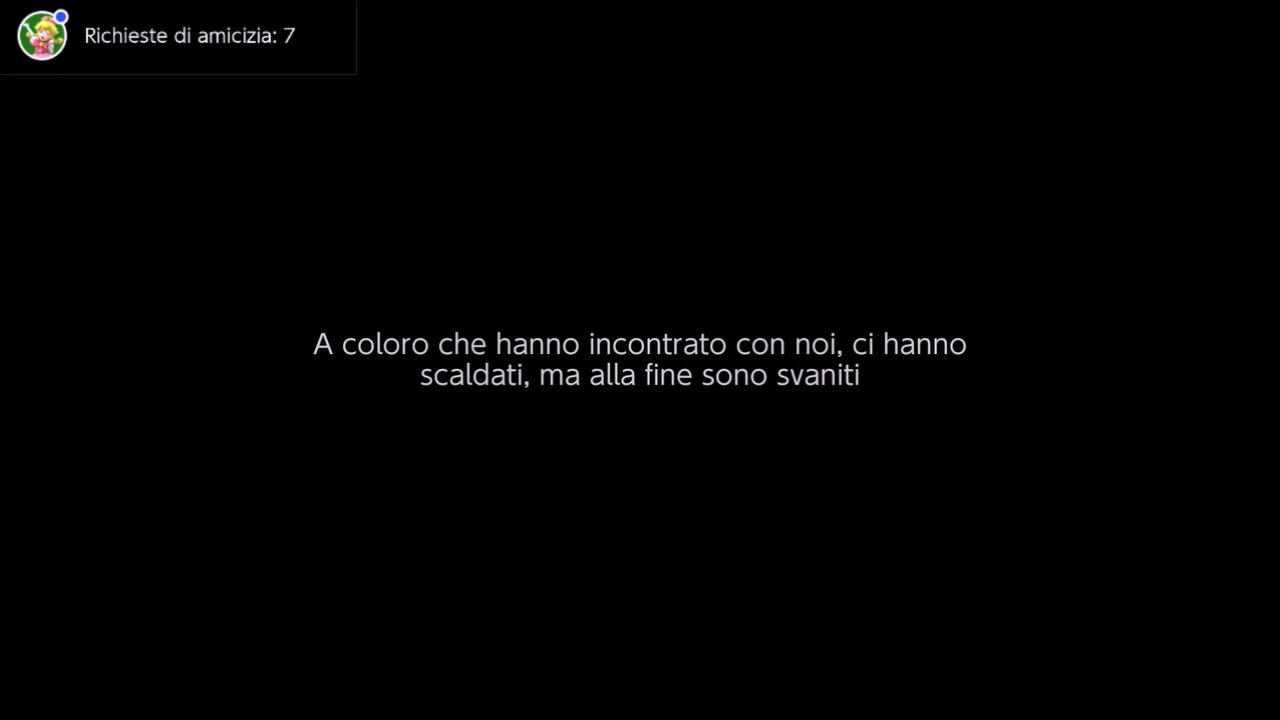 Richieste di amicizia: 7
A coloro che hanno incontrato con noi, ci hanno
scaldati, ma alla fine sono svaniti